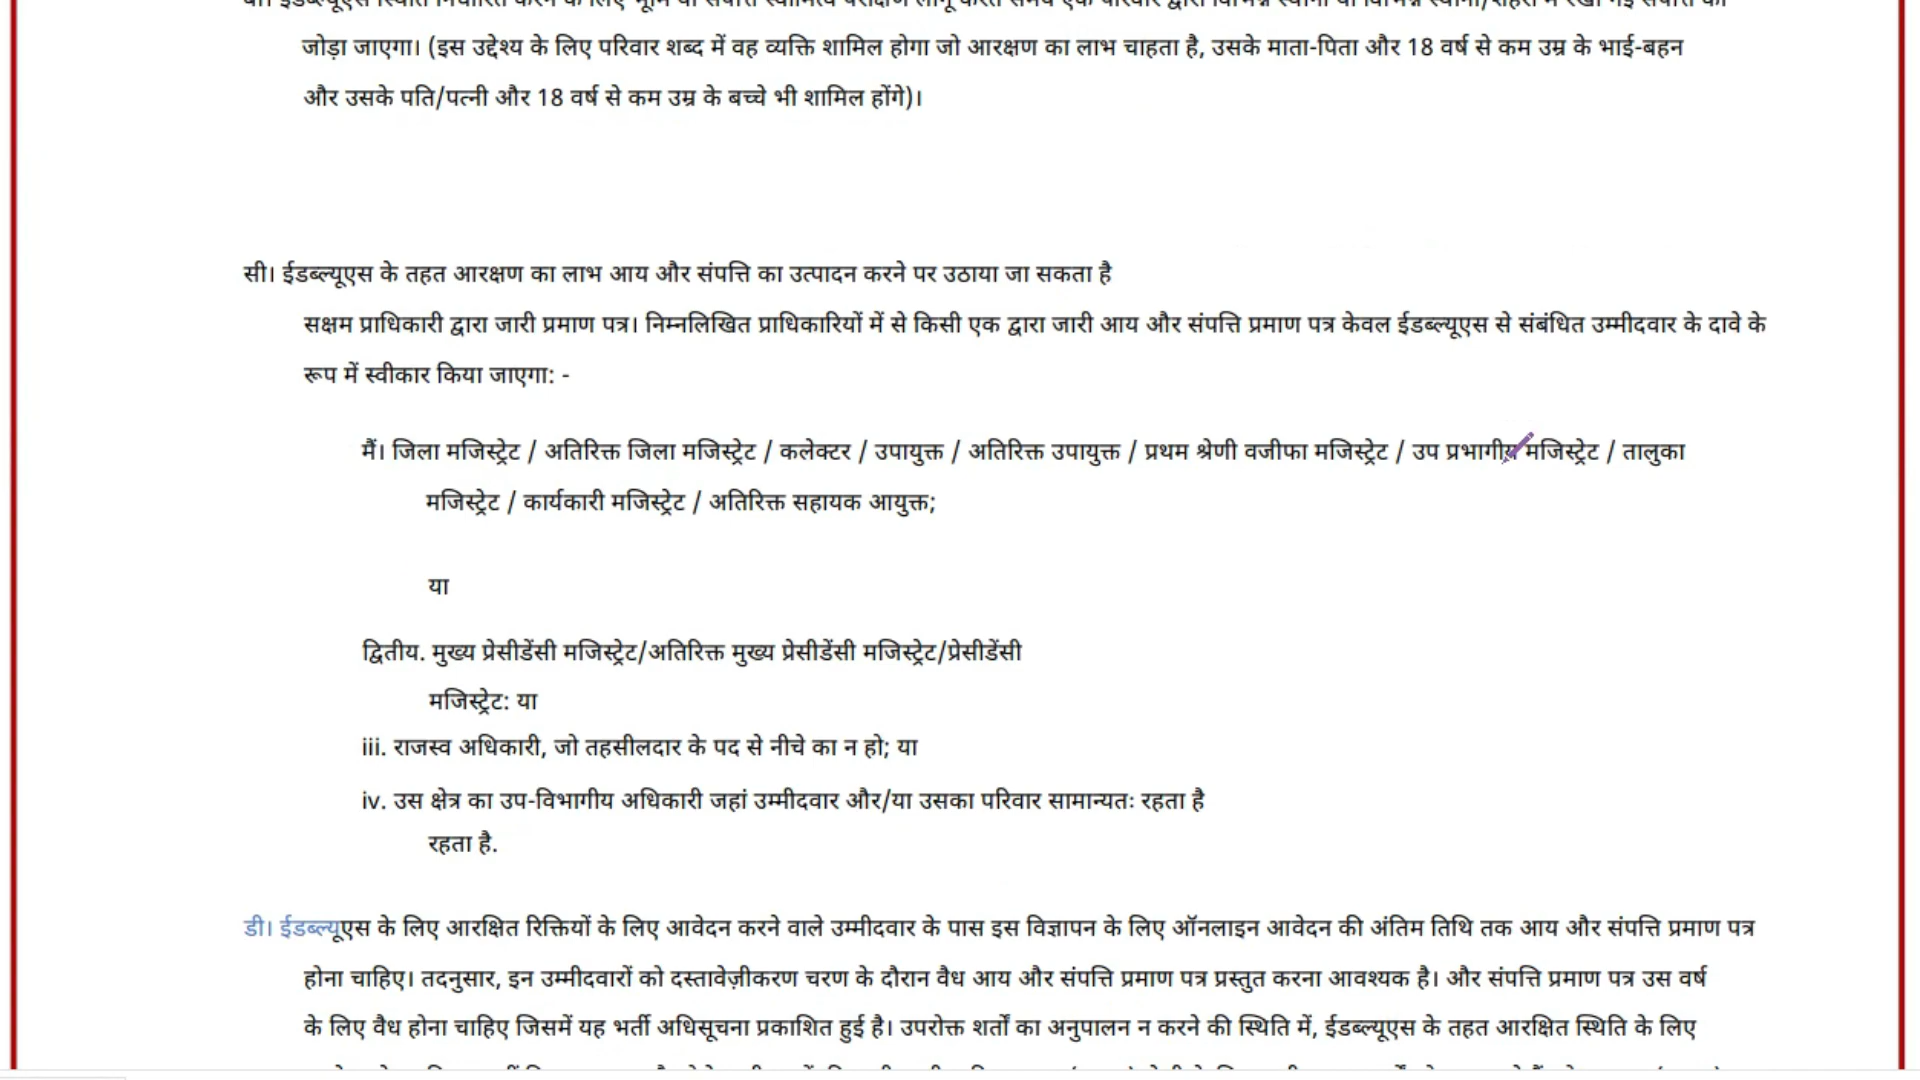 जोड़ा जाएगा। (इस उद्देश्य के लिए परिवार शब्द में वह व्यक्ति शामिल होगा जो आरक्षण का लाभ चाहता है, उसके माता-पिता और 18 वर्ष से कम उम्र के भाई-बहन
और उसके पति/पत्नी और 18 वर्ष से कम उम्र के बच्चे भी शामिल होंगे)।
सी। ईडब्ल्यूएस के तहत आरक्षण का लाभ आय और संपत्ति का उत्पादन करने पर उठाया जा सकता है
सक्षम प्राधिकारी द्वारा जारी प्रमाण पत्र। निम्नलिखित प्राधिकारियों में से किसी एक द्वारा जारी आय और संपत्ति प्रमाण पत्र केवल ईडब्ल्यूएस से संबंधित उम्मीदवार के दावे के
रूप में स्वीकार किया जाएगा: -
मैं। जिला मजिस्ट्रेट / अतिरिक्त जिला मजिस्ट्रेट / कलेक्टर / उपायुक्त / अतिरिक्त उपायुक्त / प्रथम श्रेणी वजीफा मजिस्ट्रेट / उप प्रभागीय मजिस्ट्रेट / तालुका
मजिस्ट्रेट / कार्यकारी मजिस्ट्रेट / अतिरिक्त सहायक आयुक्त;
या
द्वितीय. मुख्य प्रेसीडेंसी मजिस्ट्रेट/अतिरिक्त मुख्य प्रेसीडेंसी मजिस्ट्रेट/प्रेसीडेंसी
मजिस्ट्रेट: या
iii. राजस्व अधिकारी, जो तहसीलदार के पद से नीचे का न हो; या
iv. उस क्षेत्र का उप-विभागीय अधिकारी जहां उम्मीदवार और/या उसका परिवार सामान्यतः रहता है
रहता है.
डी। ईडब्ल्यूएस के लिए आरक्षित रिक्तियों के लिए आवेदन करने वाले उम्मीदवार के पास इस विज्ञापन के लिए ऑनलाइन आवेदन की अंतिम तिथि तक आय और संपत्ति प्रमाण पत्र
होना चाहिए। तदनुसार, इन उम्मीदवारों को दस्तावेज़ीकरण चरण के दौरान वैध आय और संपत्ति प्रमाण पत्र प्रस्तुत करना आवश्यक है। और संपत्ति प्रमाण पत्र उस वर्ष
के लिए वैध होना चाहिए जिसमें यह भर्ती अधिसूचना प्रकाशित हुई है। उपरोक्त शर्तों का अनुपालन न करने की स्थिति में, ईडब्ल्यूएस के तहत आरक्षित स्थिति के लिए